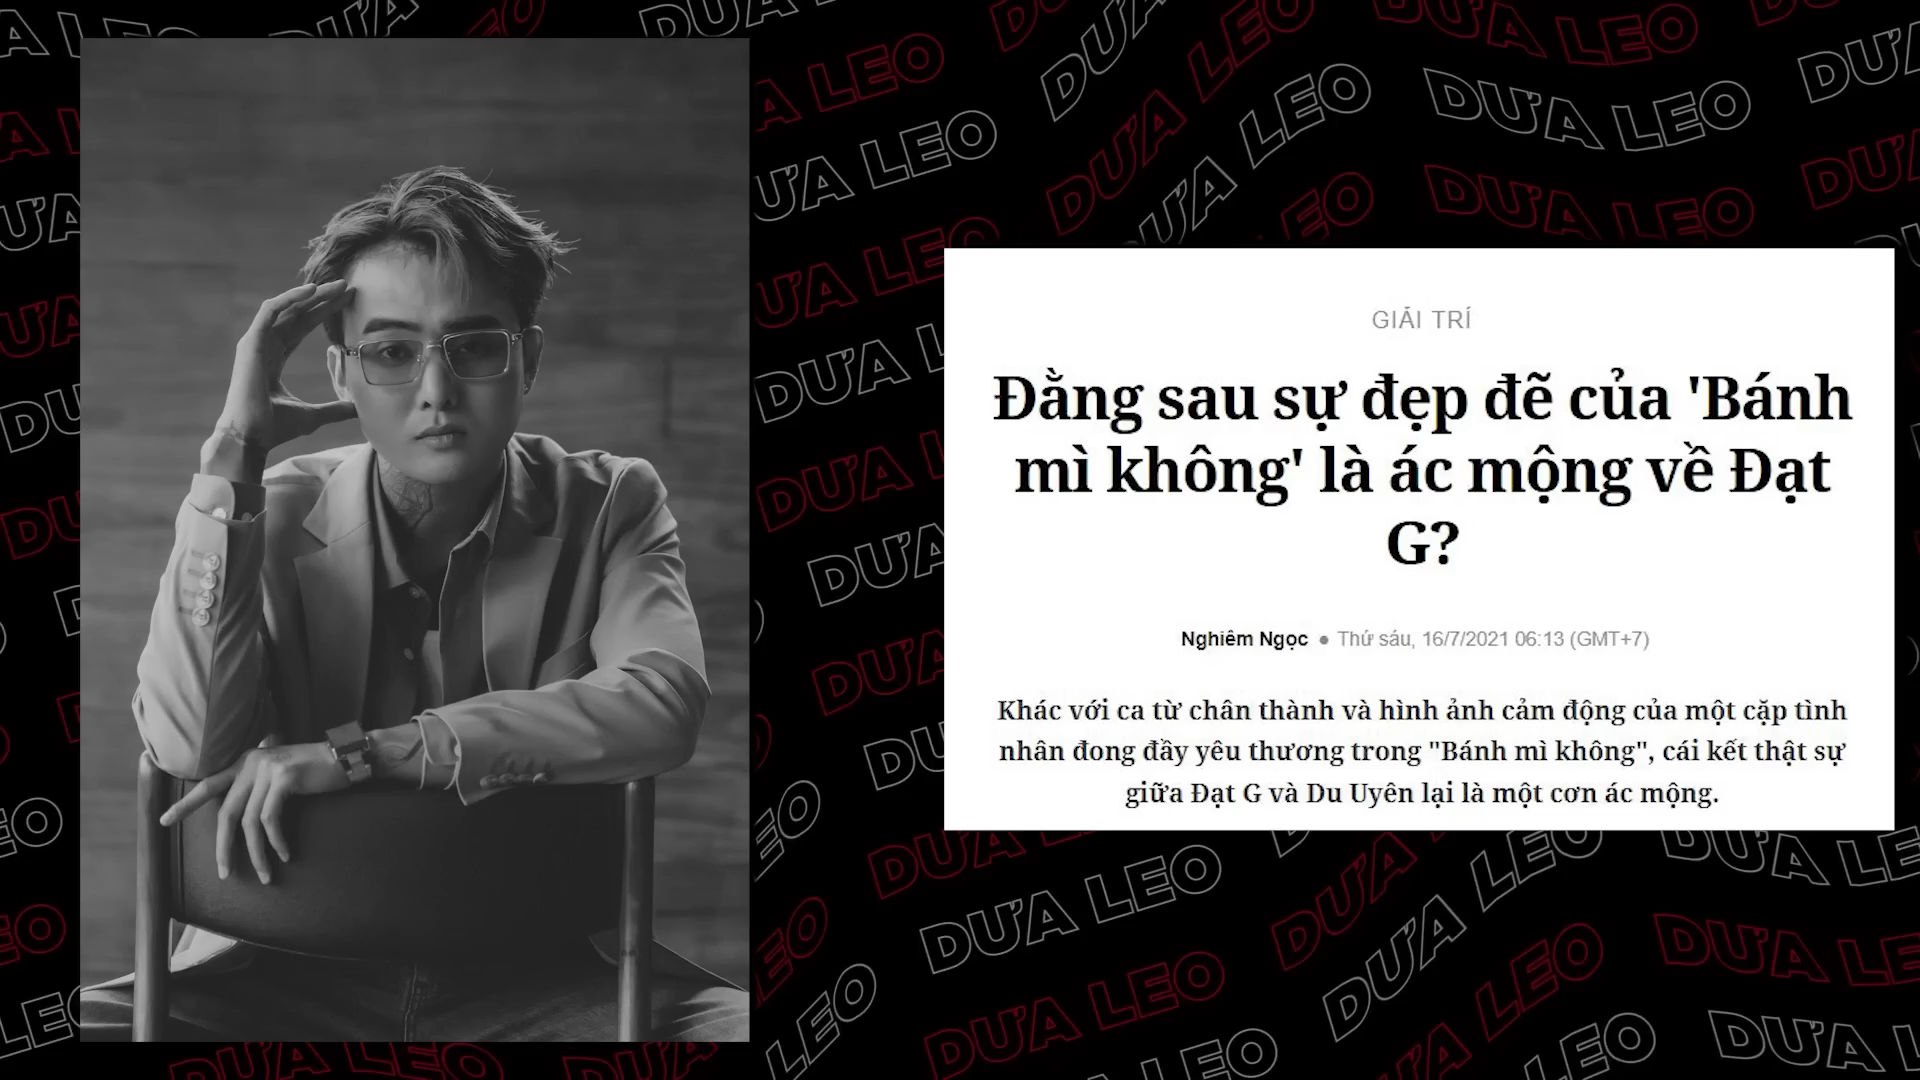 GIẢI TRÍ
Đằng sau sự đẹp đẽ của 'Bánh
mì không' là ác mộng về Đạt
G?
Nghiêm Ngọc ● Thứ sáu, 16/7/2021 06:13 (GMT+7)
Khác với ca từ chân thành và hình ảnh cảm động của một cặp tình
nhân đong đầy yêu thương trong "Bánh mì không", cái kết thật sự
giữa Đạt G và Du Uyên lại là một cơn ác mộng.
DƯA LEO